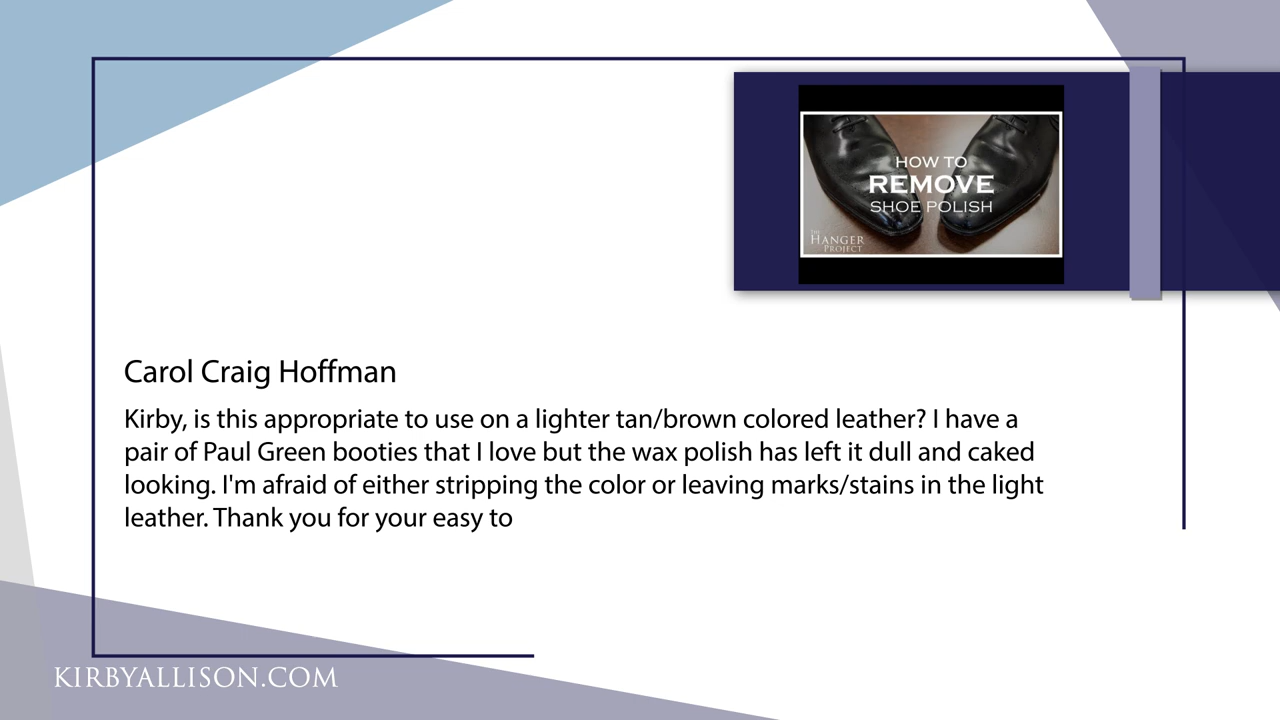 HOW TO
REMOVE
SHOE POLISH
THE
HANGER
PROJECT
Carol Craig Hoffman
Kirby, is this appropriate to use on a lighter tan/brown colored leather? I have a
pair of Paul Green booties that I love but the wax polish has left it dull and caked
looking. I'm afraid of either stripping the color or leaving marks/stains in the light
leather. Thank you for your easy to
KIRBYALLISON.COM